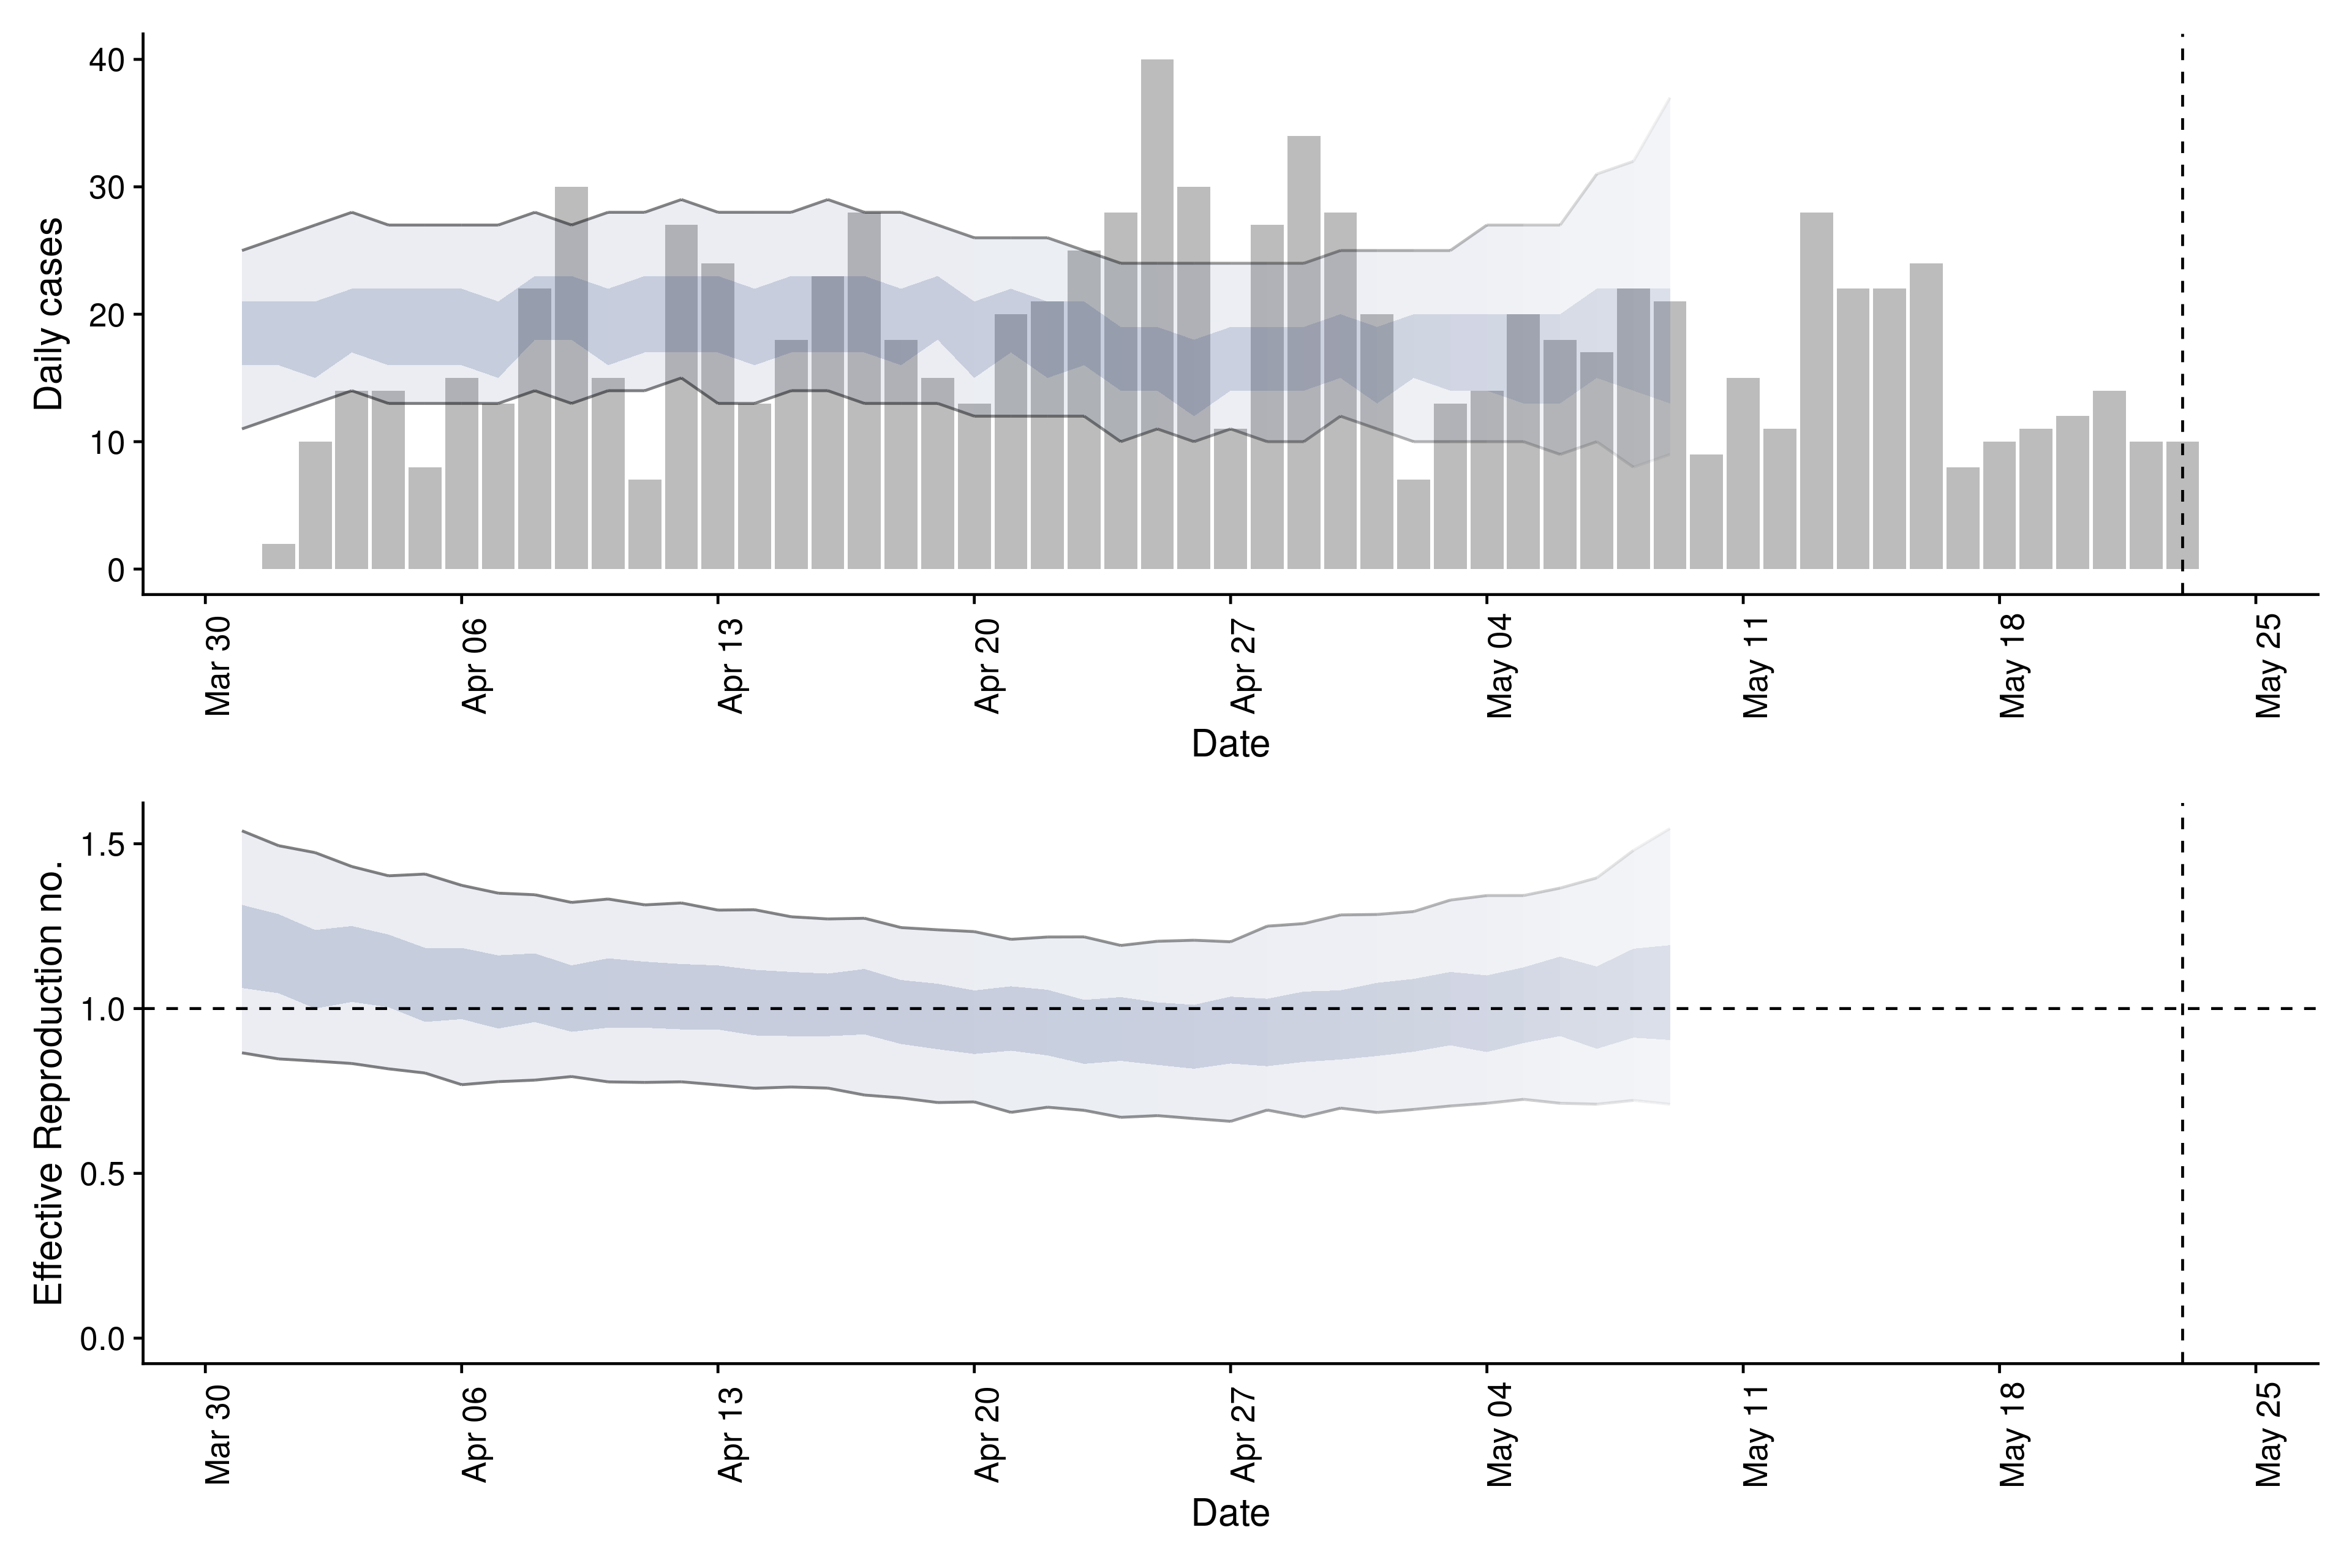 Daily cases
40
30
20
10
0
Mar 30
Apr 06
Apr 13
Apr 20
Apr 27
May 04
May 11
May 18
May 25
Date
Effective Reproduction no.
1.5
1.0
0.5
0.0
Mar 30
Apr 06
Apr 13
Apr 20
Apr 27
May 04
May 11
May 18
May 25
Date